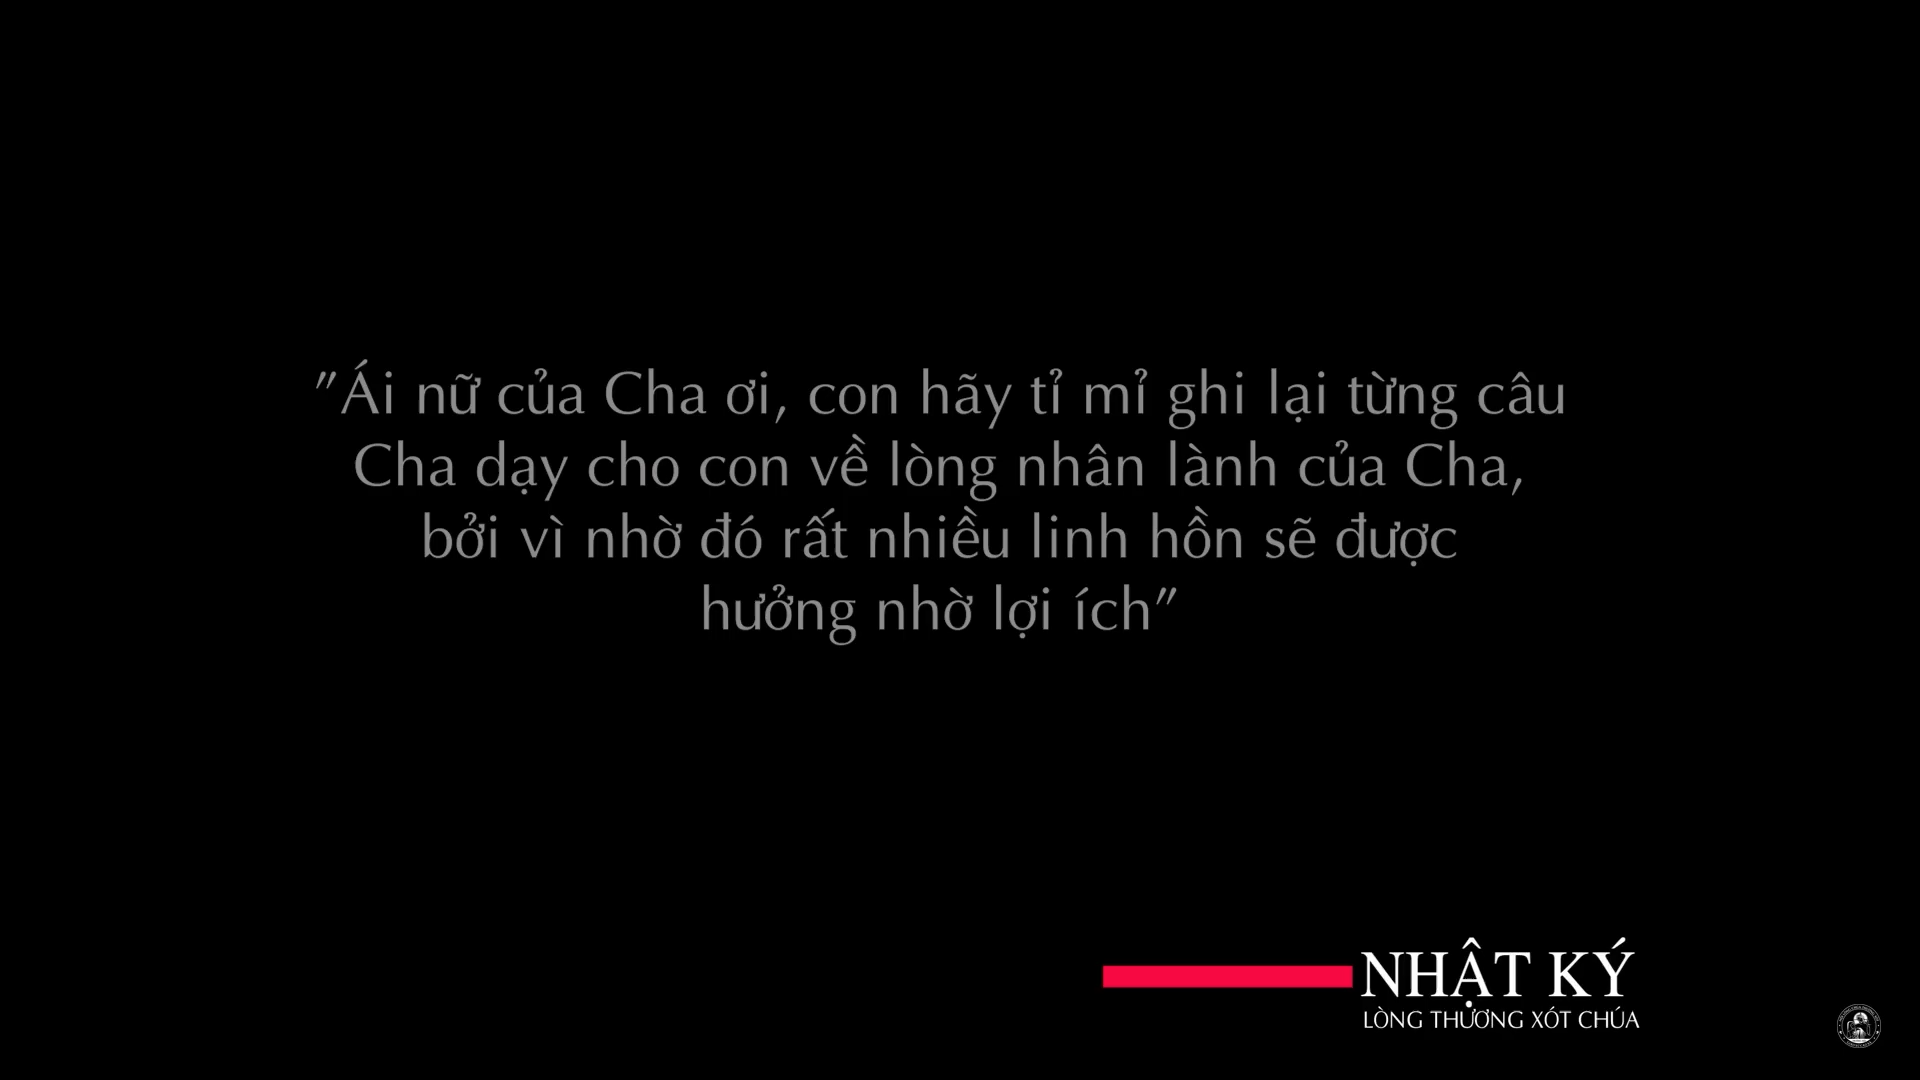 "Ái nữ của Cha ơi, con hãy tỉ mỉ ghi lại từng câu
Cha dạy cho con về lòng nhân lành của Cha,
bởi vì nhờ đó rất nhiều linh hồn sẽ được
hưởng nhờ lợi ích"
NHẬT KÝ
LÒNG THƯƠNG XÓT CHÚA